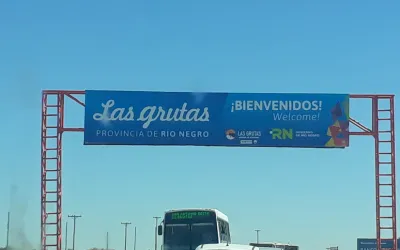 Las grutas
PROVINCIA DE RÍO NEGRO
¡BIENVENIDOS!
Welcome!
LAS GRUTAS
RN